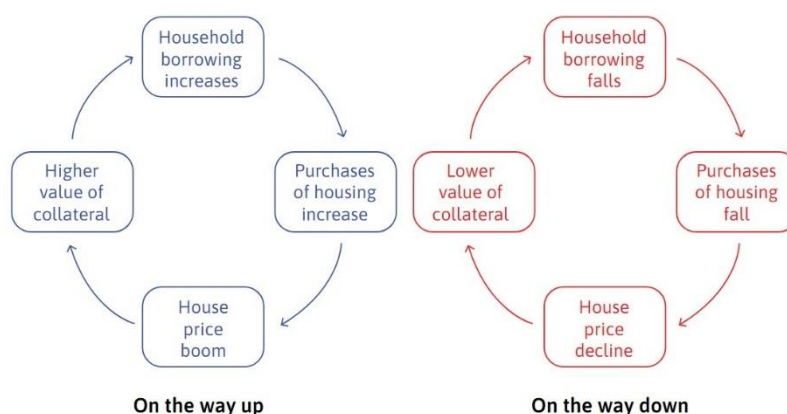 Household
borrowing
increases
Higher
value of
collateral
Purchases
of housing
increase
House
price
boom
On the way up
Household
borrowing
falls
Lower
value of
collateral
Purchases
of housing
fall
House
price
decline
On the way down